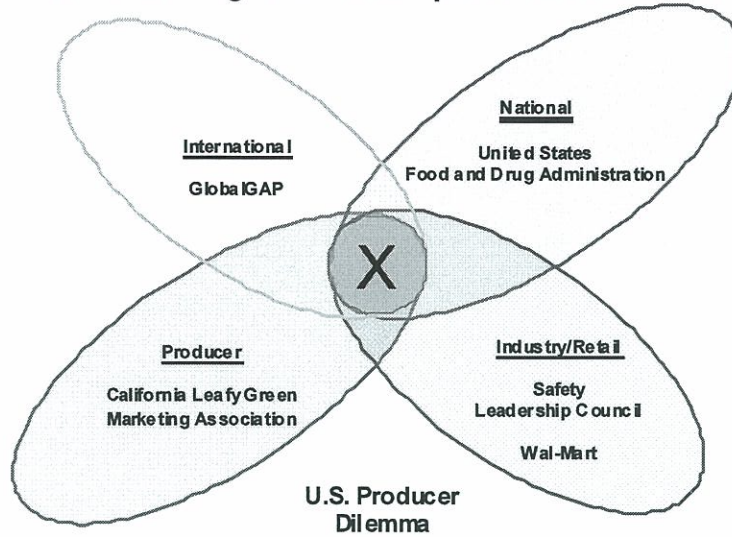 National
United States
Food and Drug Administration
International
GlobalGAP
X
Producer
California Leafy Green
Marketing Association
Industry/Retail
Safety
Leadership Council
Wal-Mart
U.S. Producer
Dilemma